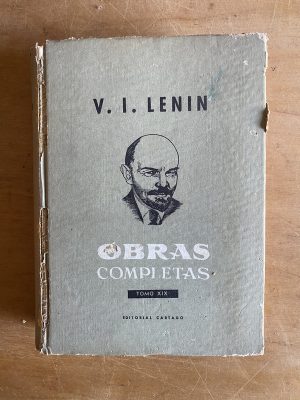 V. I. LENIN
OBRAS
COMPLETAS
TOMO XIX
EDITORIAL CARTAGO